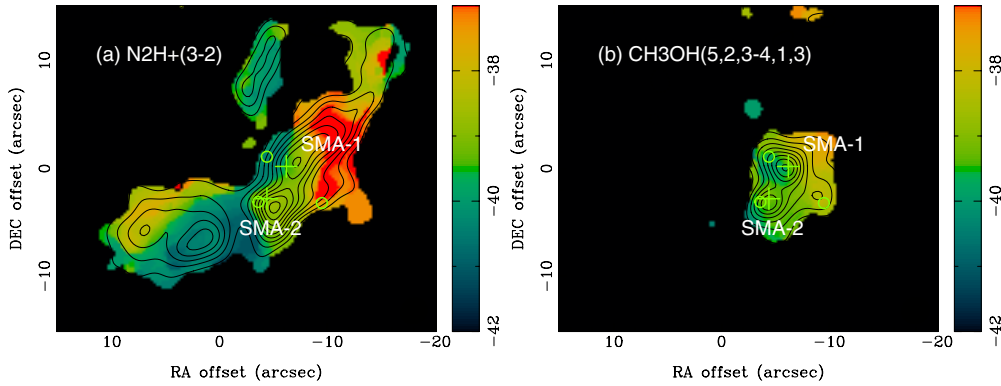 (a) N2H+(3-2)
SMA-1
SMA-2
DEC offset (arcsec)
10
0
-10
10
0
-10
-20
RA offset (arcsec)
-38
-40
-42
(b) CH3OH(5,2,3-4,1,3)
SMA-1
SMA-2
DEC offset (arcsec)
10
0
-10
10
0
-10
-20
RA offset (arcsec)
-38
-40
-42